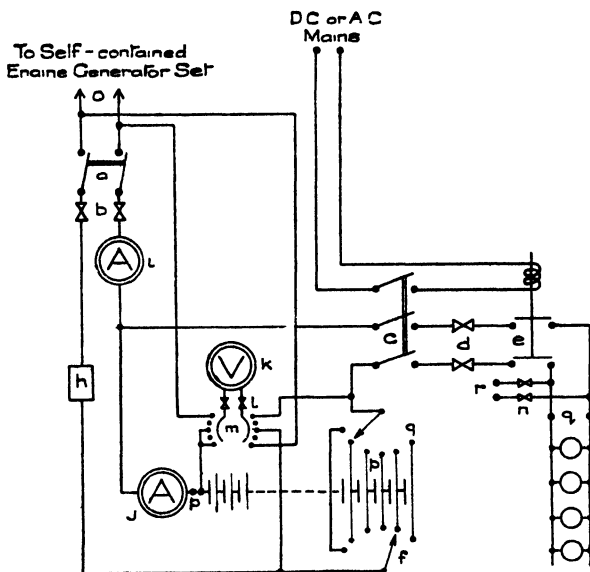 DC or AC
Mains
To Self-contained
Engine Generator Set
o
a
b
A
i
c
d
e
h
V
k
l
m
r
n
q
q
p
A
j
p
f